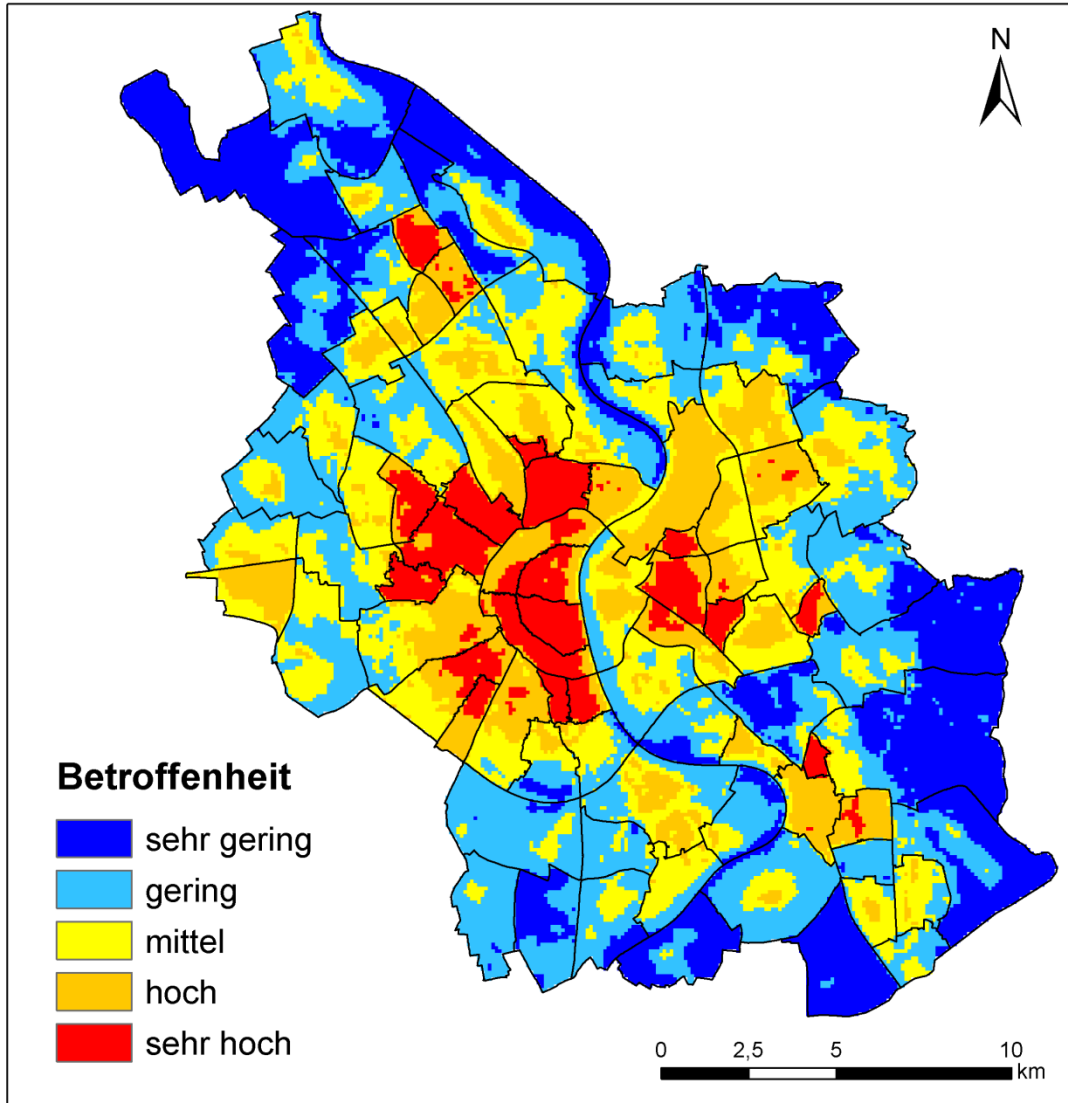 N
Betroffenheit
sehr gering
gering
mittel
hoch
sehr hoch
0 2,5 5 10
km